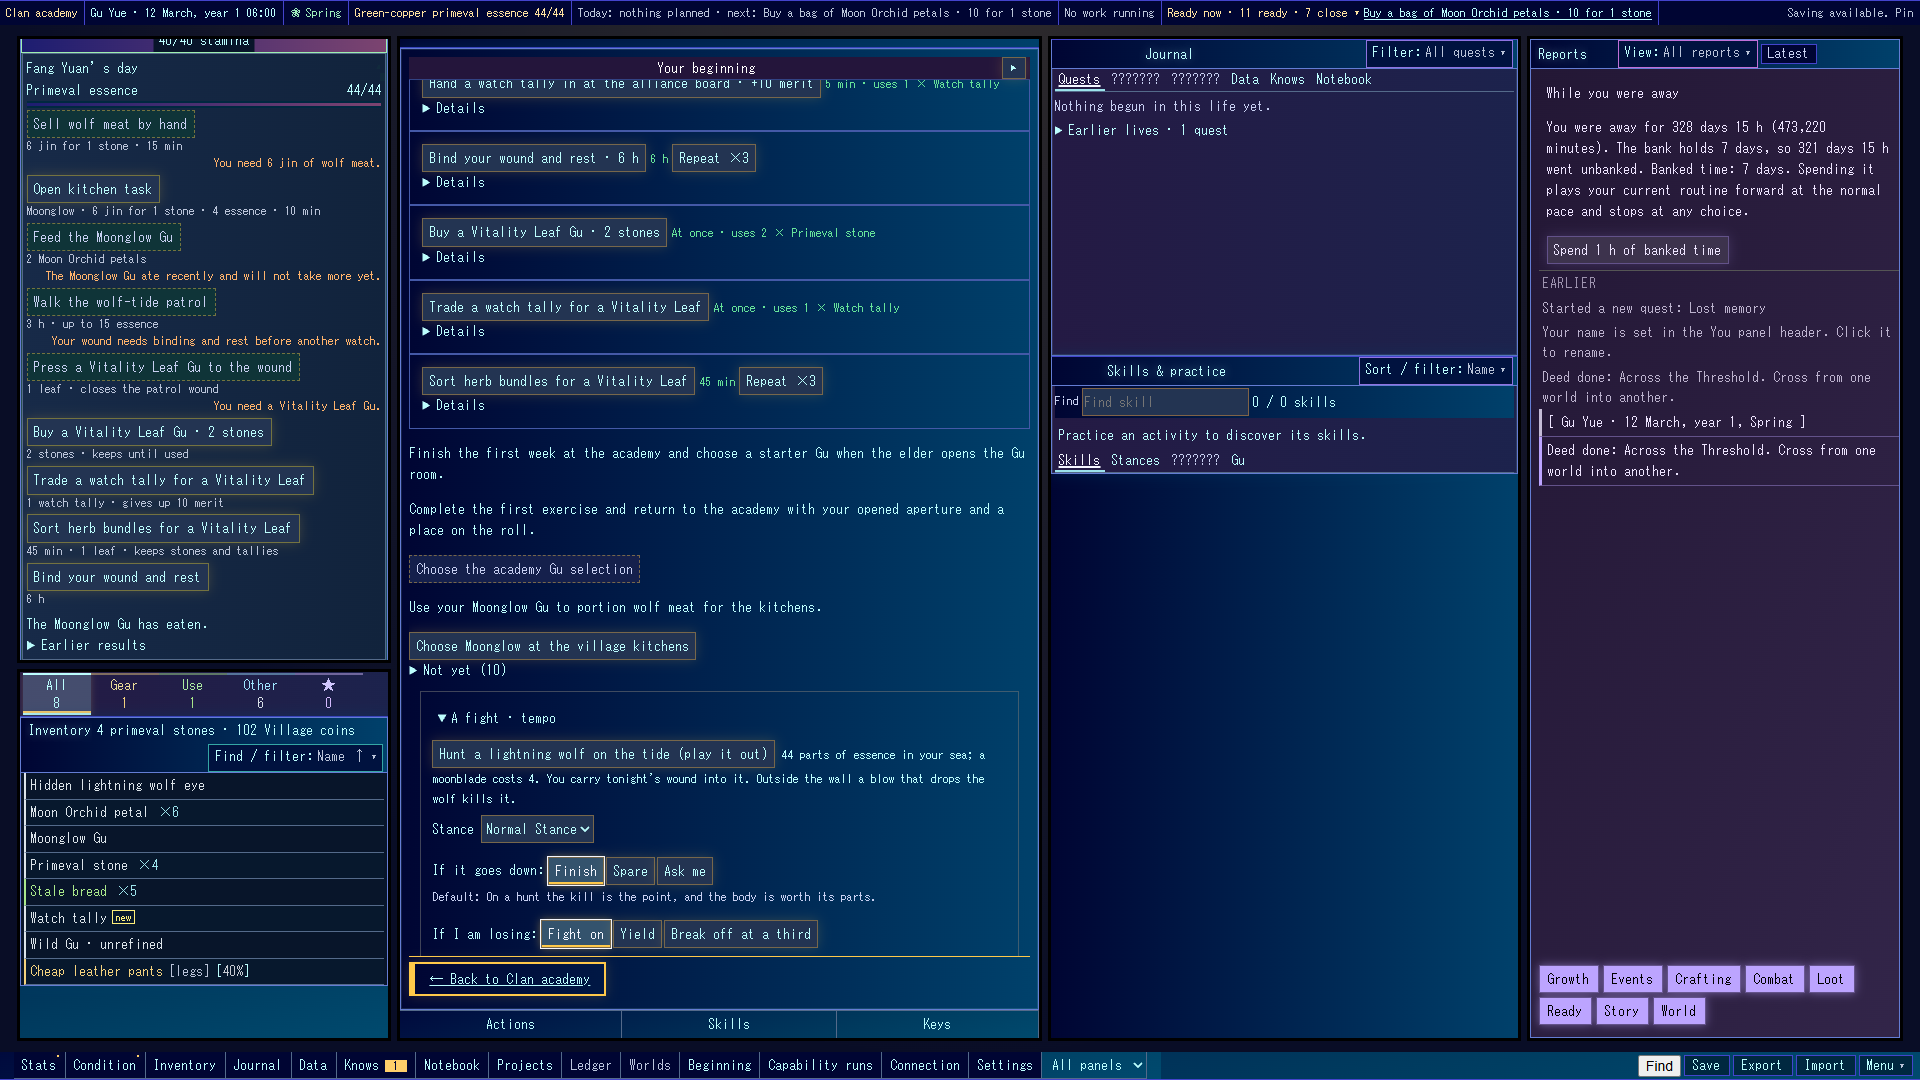 Clan academy
Gu Yue · 12 March, year 1 06:00
❀ Spring
Green-copper primeval essence 44/44
Today: nothing planned · next: Buy a bag of Moon Orchid petals · 10 for 1 stone
No work running
Ready now · 11 ready · 7 close ▾
Buy a bag of Moon Orchid petals · 10 for 1 stone
Saving available. Pin
40/40 stamina
Fang Yuan's day
Primeval essence 44/44
Sell wolf meat by hand
6 jin for 1 stone · 15 min
You need 6 jin of wolf meat.
Open kitchen task
Moonglow · 6 jin for 1 stone · 4 essence · 10 min
Feed the Moonglow Gu
2 Moon Orchid petals
The Moonglow Gu ate recently and will not take more yet.
Walk the wolf-tide patrol
3 h · up to 15 essence
Your wound needs binding and rest before another watch.
Press a Vitality Leaf Gu to the wound
1 leaf · closes the patrol wound
You need a Vitality Leaf Gu.
Buy a Vitality Leaf Gu · 2 stones
2 stones · keeps until used
Trade a watch tally for a Vitality Leaf
1 watch tally · gives up 10 merit
Sort herb bundles for a Vitality Leaf
45 min · 1 leaf · keeps stones and tallies
Bind your wound and rest
6 h
The Moonglow Gu has eaten.
▶ Earlier results
All 8
Gear 1
Use 1
Other 6
★ 0
Inventory 4 primeval stones · 102 Village coins
Find / filter: Name ↑ ▾
Hidden lightning wolf eye
Moon Orchid petal ×6
Moonglow Gu
Primeval stone ×4
Stale bread ×5
Watch tally new
Wild Gu · unrefined
Cheap leather pants [legs] [40%]
Your beginning
▸
Hand a watch tally in at the alliance board · +10 merit 5 min · uses 1 × Watch tally
▶ Details
Bind your wound and rest · 6 h 6 h Repeat ×3
▶ Details
Buy a Vitality Leaf Gu · 2 stones At once · uses 2 × Primeval stone
▶ Details
Trade a watch tally for a Vitality Leaf At once · uses 1 × Watch tally
▶ Details
Sort herb bundles for a Vitality Leaf 45 min Repeat ×3
▶ Details
Finish the first week at the academy and choose a starter Gu when the elder opens the Gu
room.
Complete the first exercise and return to the academy with your opened aperture and a
place on the roll.
Choose the academy Gu selection
Use your Moonglow Gu to portion wolf meat for the kitchens.
Choose Moonglow at the village kitchens
▶ Not yet (10)
▼ A fight · tempo
Hunt a lightning wolf on the tide (play it out) 44 parts of essence in your sea; a
moonblade costs 4. You carry tonight's wound into it. Outside the wall a blow that drops the
wolf kills it.
Stance Normal Stance
If it goes down: Finish Spare Ask me
Default: On a hunt the kill is the point, and the body is worth its parts.
If I am losing: Fight on Yield Break off at a third
← Back to Clan academy
Actions Skills Keys
Journal Filter: All quests ▾
Quests ??????? ??????? Data Knows Notebook
Nothing begun in this life yet.
▶ Earlier lives · 1 quest
Skills & practice Sort / filter: Name ▾
Find Find skill 0 / 0 skills
Practice an activity to discover its skills.
Skills Stances ??????? Gu
Reports View: All reports ▾ Latest
While you were away
You were away for 328 days 15 h (473,220
minutes). The bank holds 7 days, so 321 days 15 h
went unbanked. Banked time: 7 days. Spending it
plays your current routine forward at the normal
pace and stops at any choice.
Spend 1 h of banked time
EARLIER
Started a new quest: Lost memory
Your name is set in the You panel header. Click it
to rename.
Deed done: Across the Threshold. Cross from one
world into another.
[ Gu Yue · 12 March, year 1, Spring ]
Deed done: Across the Threshold. Cross from one
world into another.
Growth Events Crafting Combat Loot
Ready Story World
Stats Condition Inventory Journal Data Knows 1 Notebook Projects Ledger Worlds Beginning Capability runs Connection Settings All panels
Find Save Export Import Menu ▾